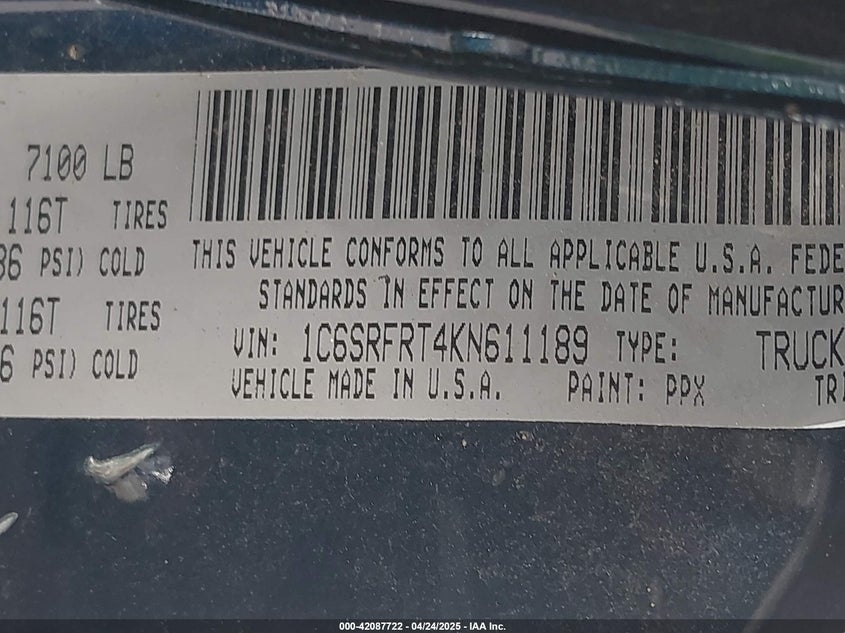 7100 LB
116T TIRES
36 PSI) COLD
116T TIRES
6 PSI) COLD
THIS VEHICLE CONFORMS TO ALL APPLICABLE U.S.A. FEDE
STANDARDS IN EFFECT ON THE DATE OF MANUFACTUR
VIN: 1C6SRFRT4KN611189 TYPE: TRUCK
VEHICLE MADE IN U.S.A. PAINT: PPX TRI
000-42087722 - 04/24/2025 - IAA Inc.